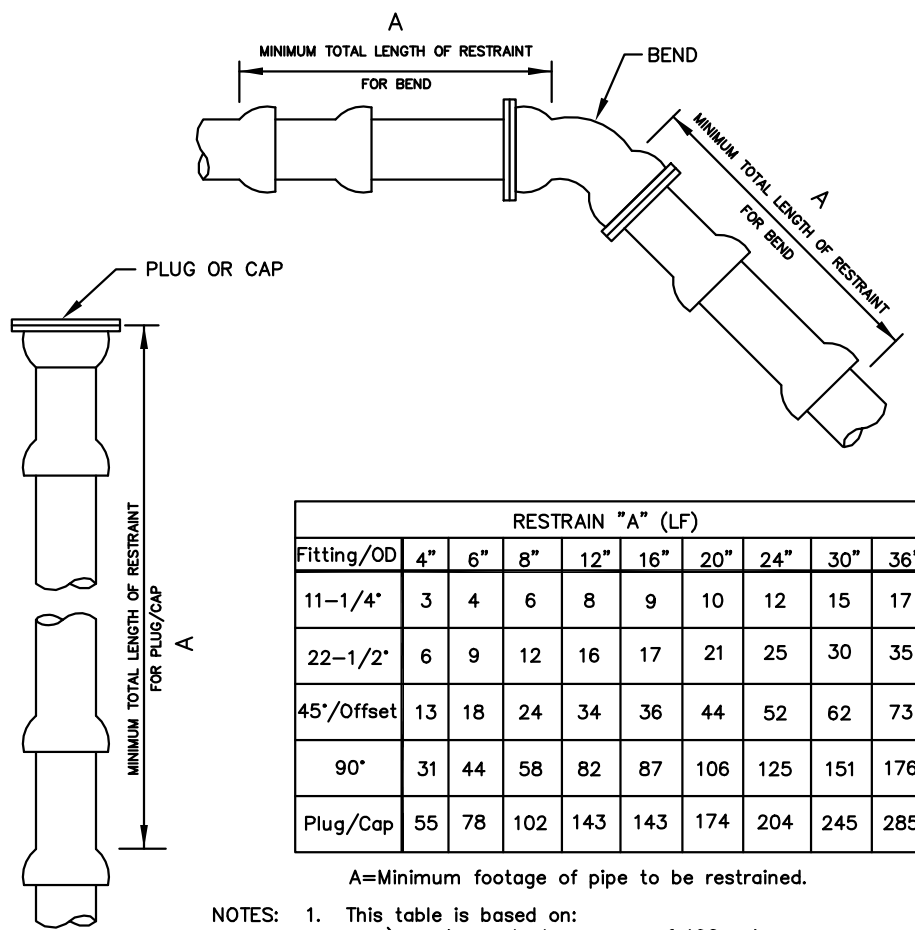 A
MINIMUM TOTAL LENGTH OF RESTRAINT
FOR BEND
BEND
MINIMUM TOTAL LENGTH OF RESTRAINT
FOR BEND
A
PLUG OR CAP
MINIMUM TOTAL LENGTH OF RESTRAINT
FOR PLUG/CAP
A
RESTRAIN "A" (LF)
Fitting/OD 4" 6" 8" 12" 16" 20" 24" 30" 36"
11-1/4° 3 4 6 8 9 10 12 15 17
22-1/2° 6 9 12 16 17 21 25 30 35
45°/Offset 13 18 24 34 36 44 52 62 73
90° 31 44 58 82 87 106 125 151 176
Plug/Cap 55 78 102 143 143 174 204 245 285
A=Minimum footage of pipe to be restrained.
NOTES: 1. This table is based on: